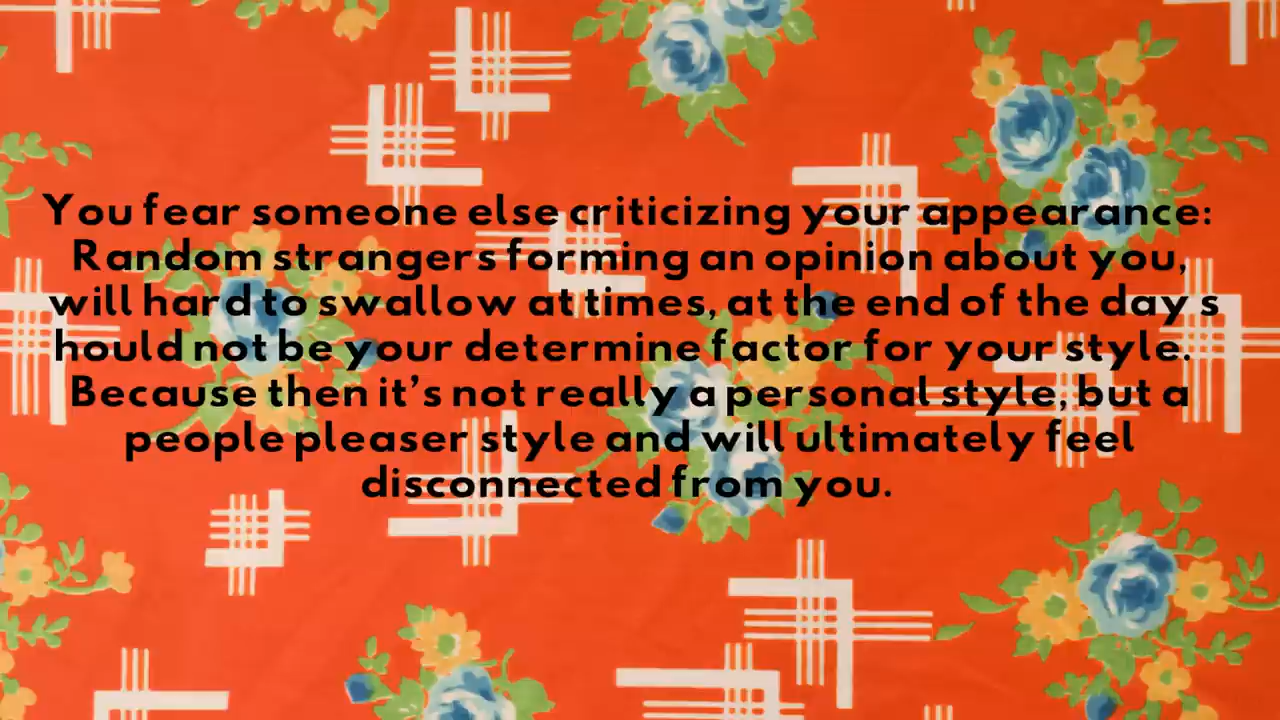 You fear someone else criticizing your appearance:
Random strangers forming an opinion about you,
will hard to swallow at times, at the end of the day s
hould not be your determine factor for your style.
Because then it's not really a personal style, but a
people pleaser style and will ultimately feel
disconnected from you.